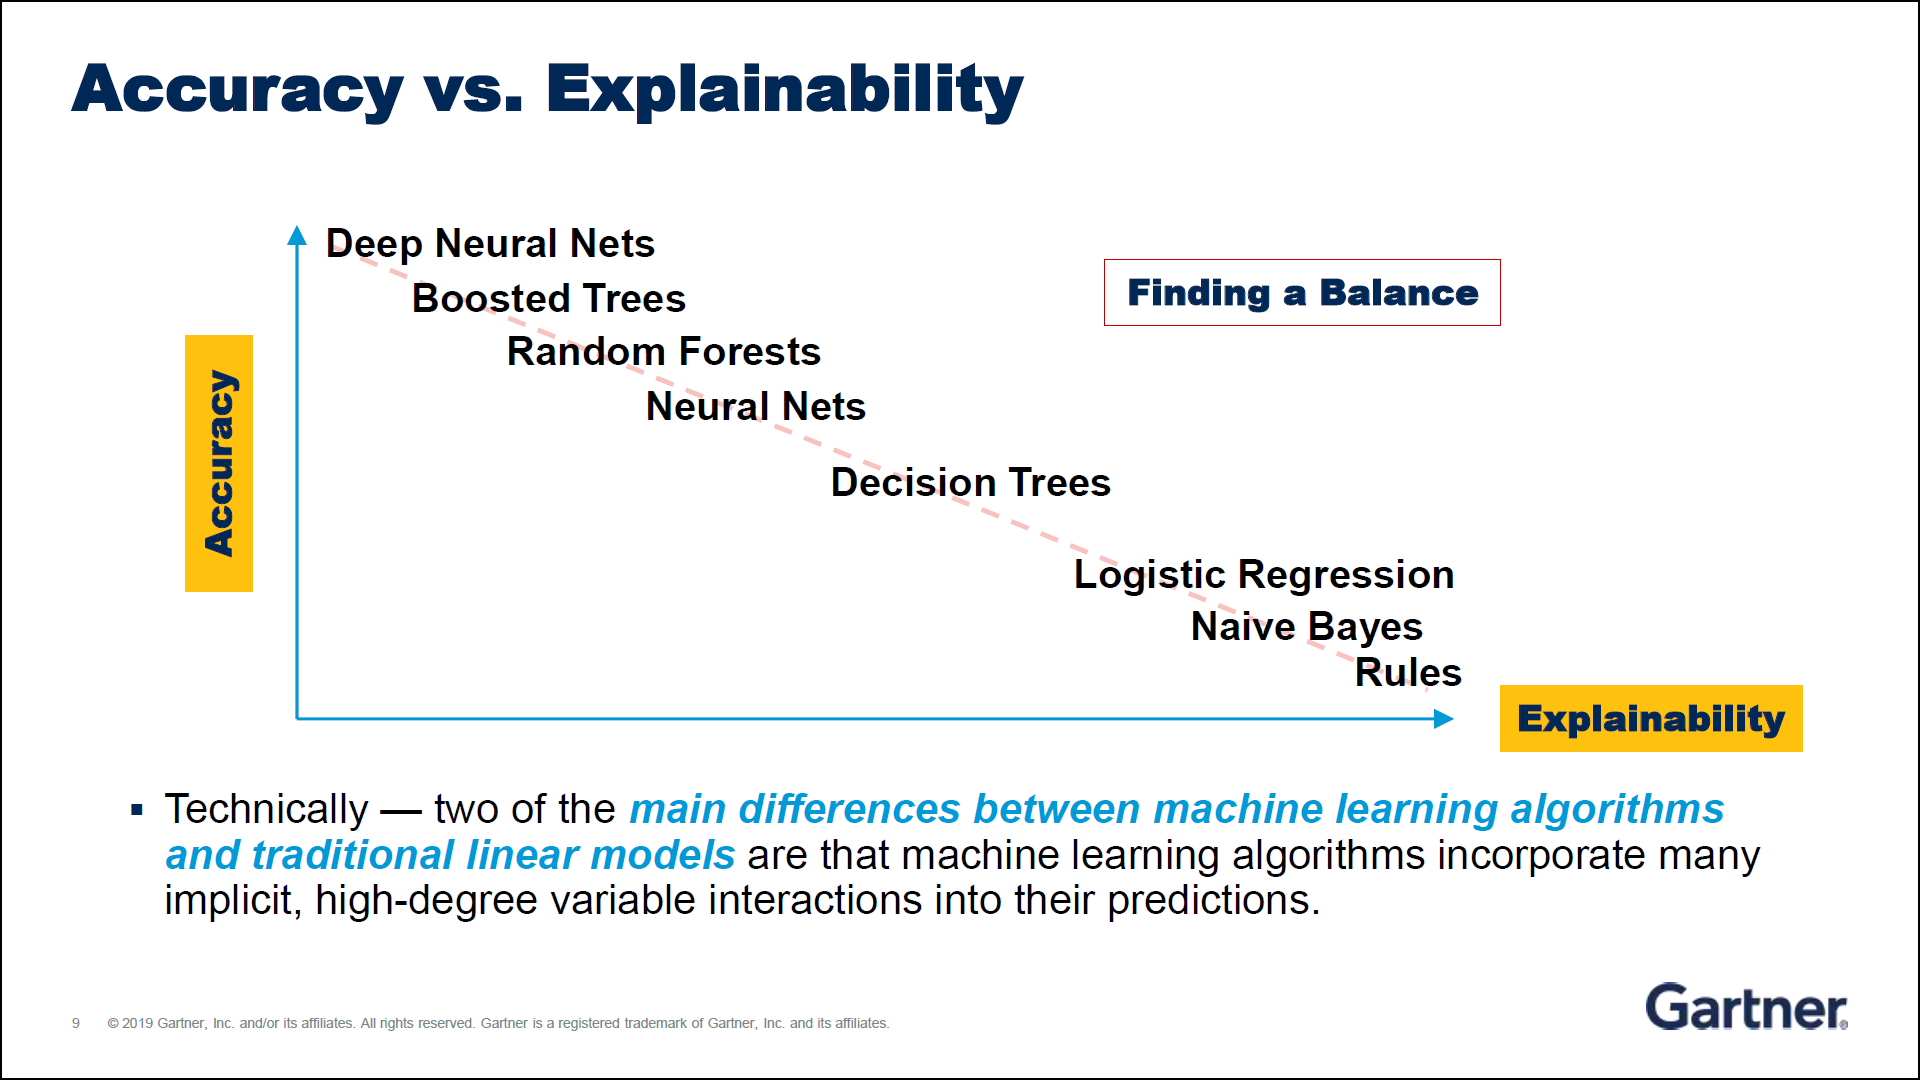 Accuracy vs. Explainability
Deep Neural Nets
Boosted Trees
Random Forests
Neural Nets
Decision Trees
Logistic Regression
Naive Bayes
Rules
Finding a Balance
Accuracy
Explainability
▪ Technically — two of the main differences between machine learning algorithms
and traditional linear models are that machine learning algorithms incorporate many
implicit, high-degree variable interactions into their predictions.
9 © 2019 Gartner, Inc. and/or its affiliates. All rights reserved. Gartner is a registered trademark of Gartner, Inc. and its affiliates.
Gartner®